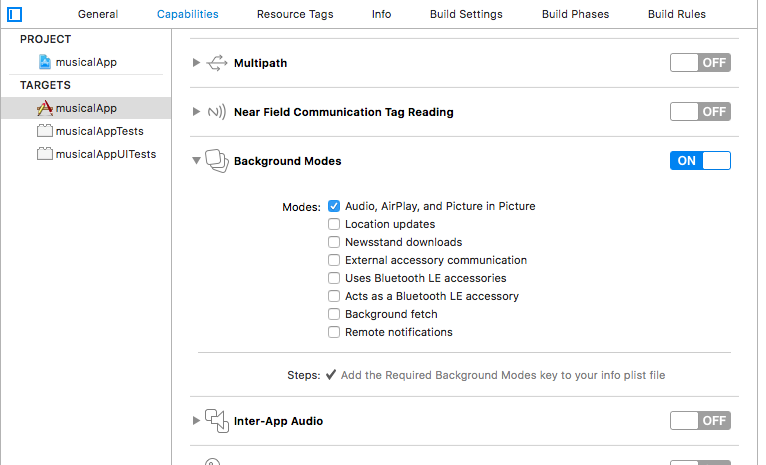 General Capabilities Resource Tags Info Build Settings Build Phases Build Rules
PROJECT
musicalApp
TARGETS
musicalApp
musicalAppTests
musicalAppUITests
Multipath OFF
Near Field Communication Tag Reading OFF
Background Modes ON
Modes: Audio, AirPlay, and Picture in Picture
Location updates
Newsstand downloads
External accessory communication
Uses Bluetooth LE accessories
Acts as a Bluetooth LE accessory
Background fetch
Remote notifications
Steps: ✔ Add the Required Background Modes key to your info plist file
Inter-App Audio OFF